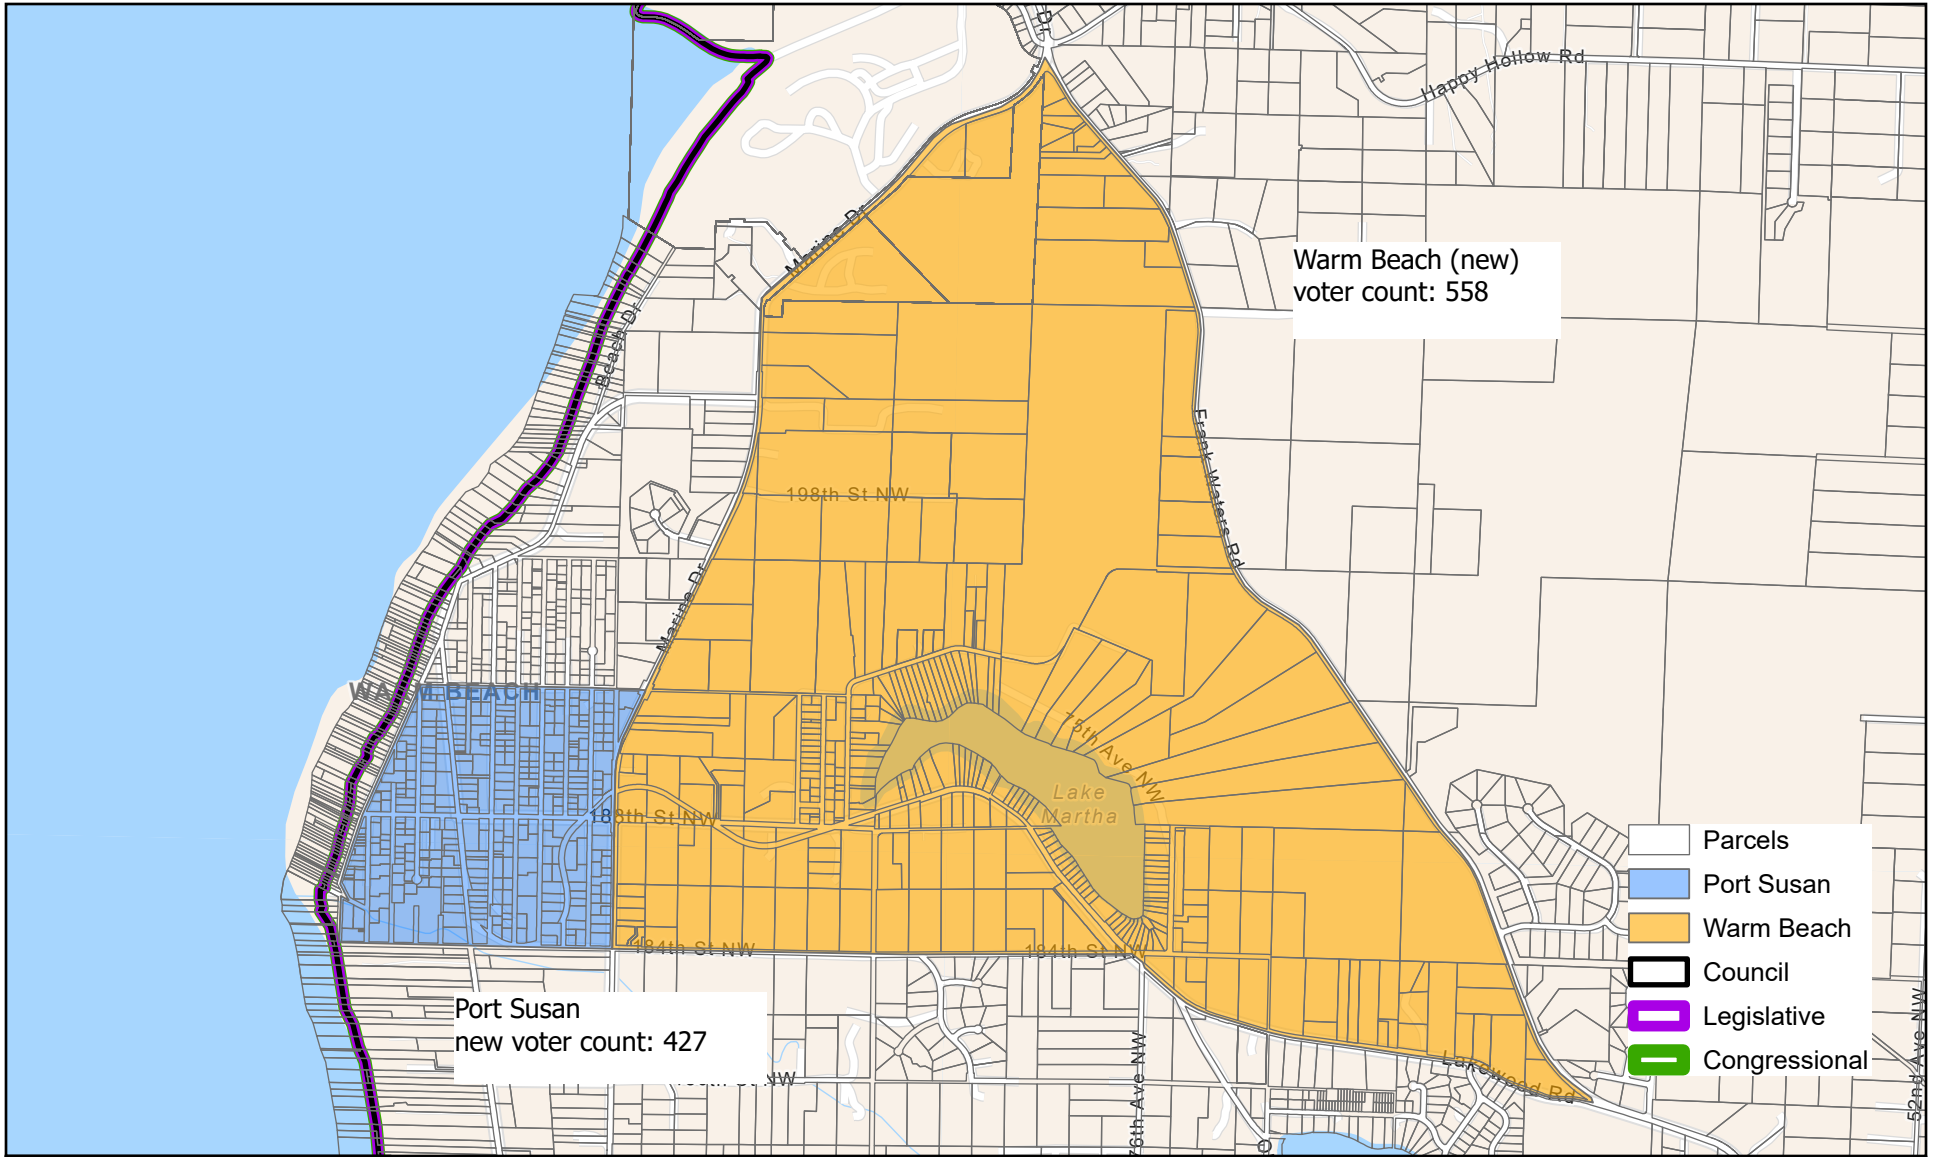 Dr
Happy Hollow Rd
Marine Dr
Warm Beach (new)
voter count: 558
Beach Dr
Frank Waters Rd
198th St NW
Marine Dr
WARM BEACH
75th Ave NW
Lake
Martha
188th St NW
Parcels
Port Susan
Warm Beach
Council
Legislative
Congressional
184th St NW
184th St NW
Port Susan
new voter count: 427
St NW
76th Ave NW
Lakewood Rd
52nd Ave NW